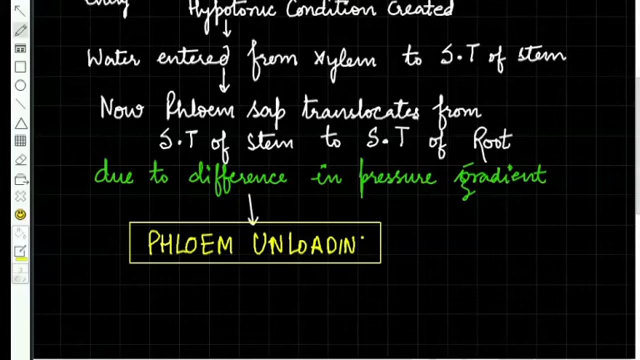 Hypotonic Condition Created
Water entered from xylem to S.T of stem
Now Phloem sap translocates from
S.T of stem to S.T of Root
due to difference in pressure gradient
PHLOEM UNLOADIN